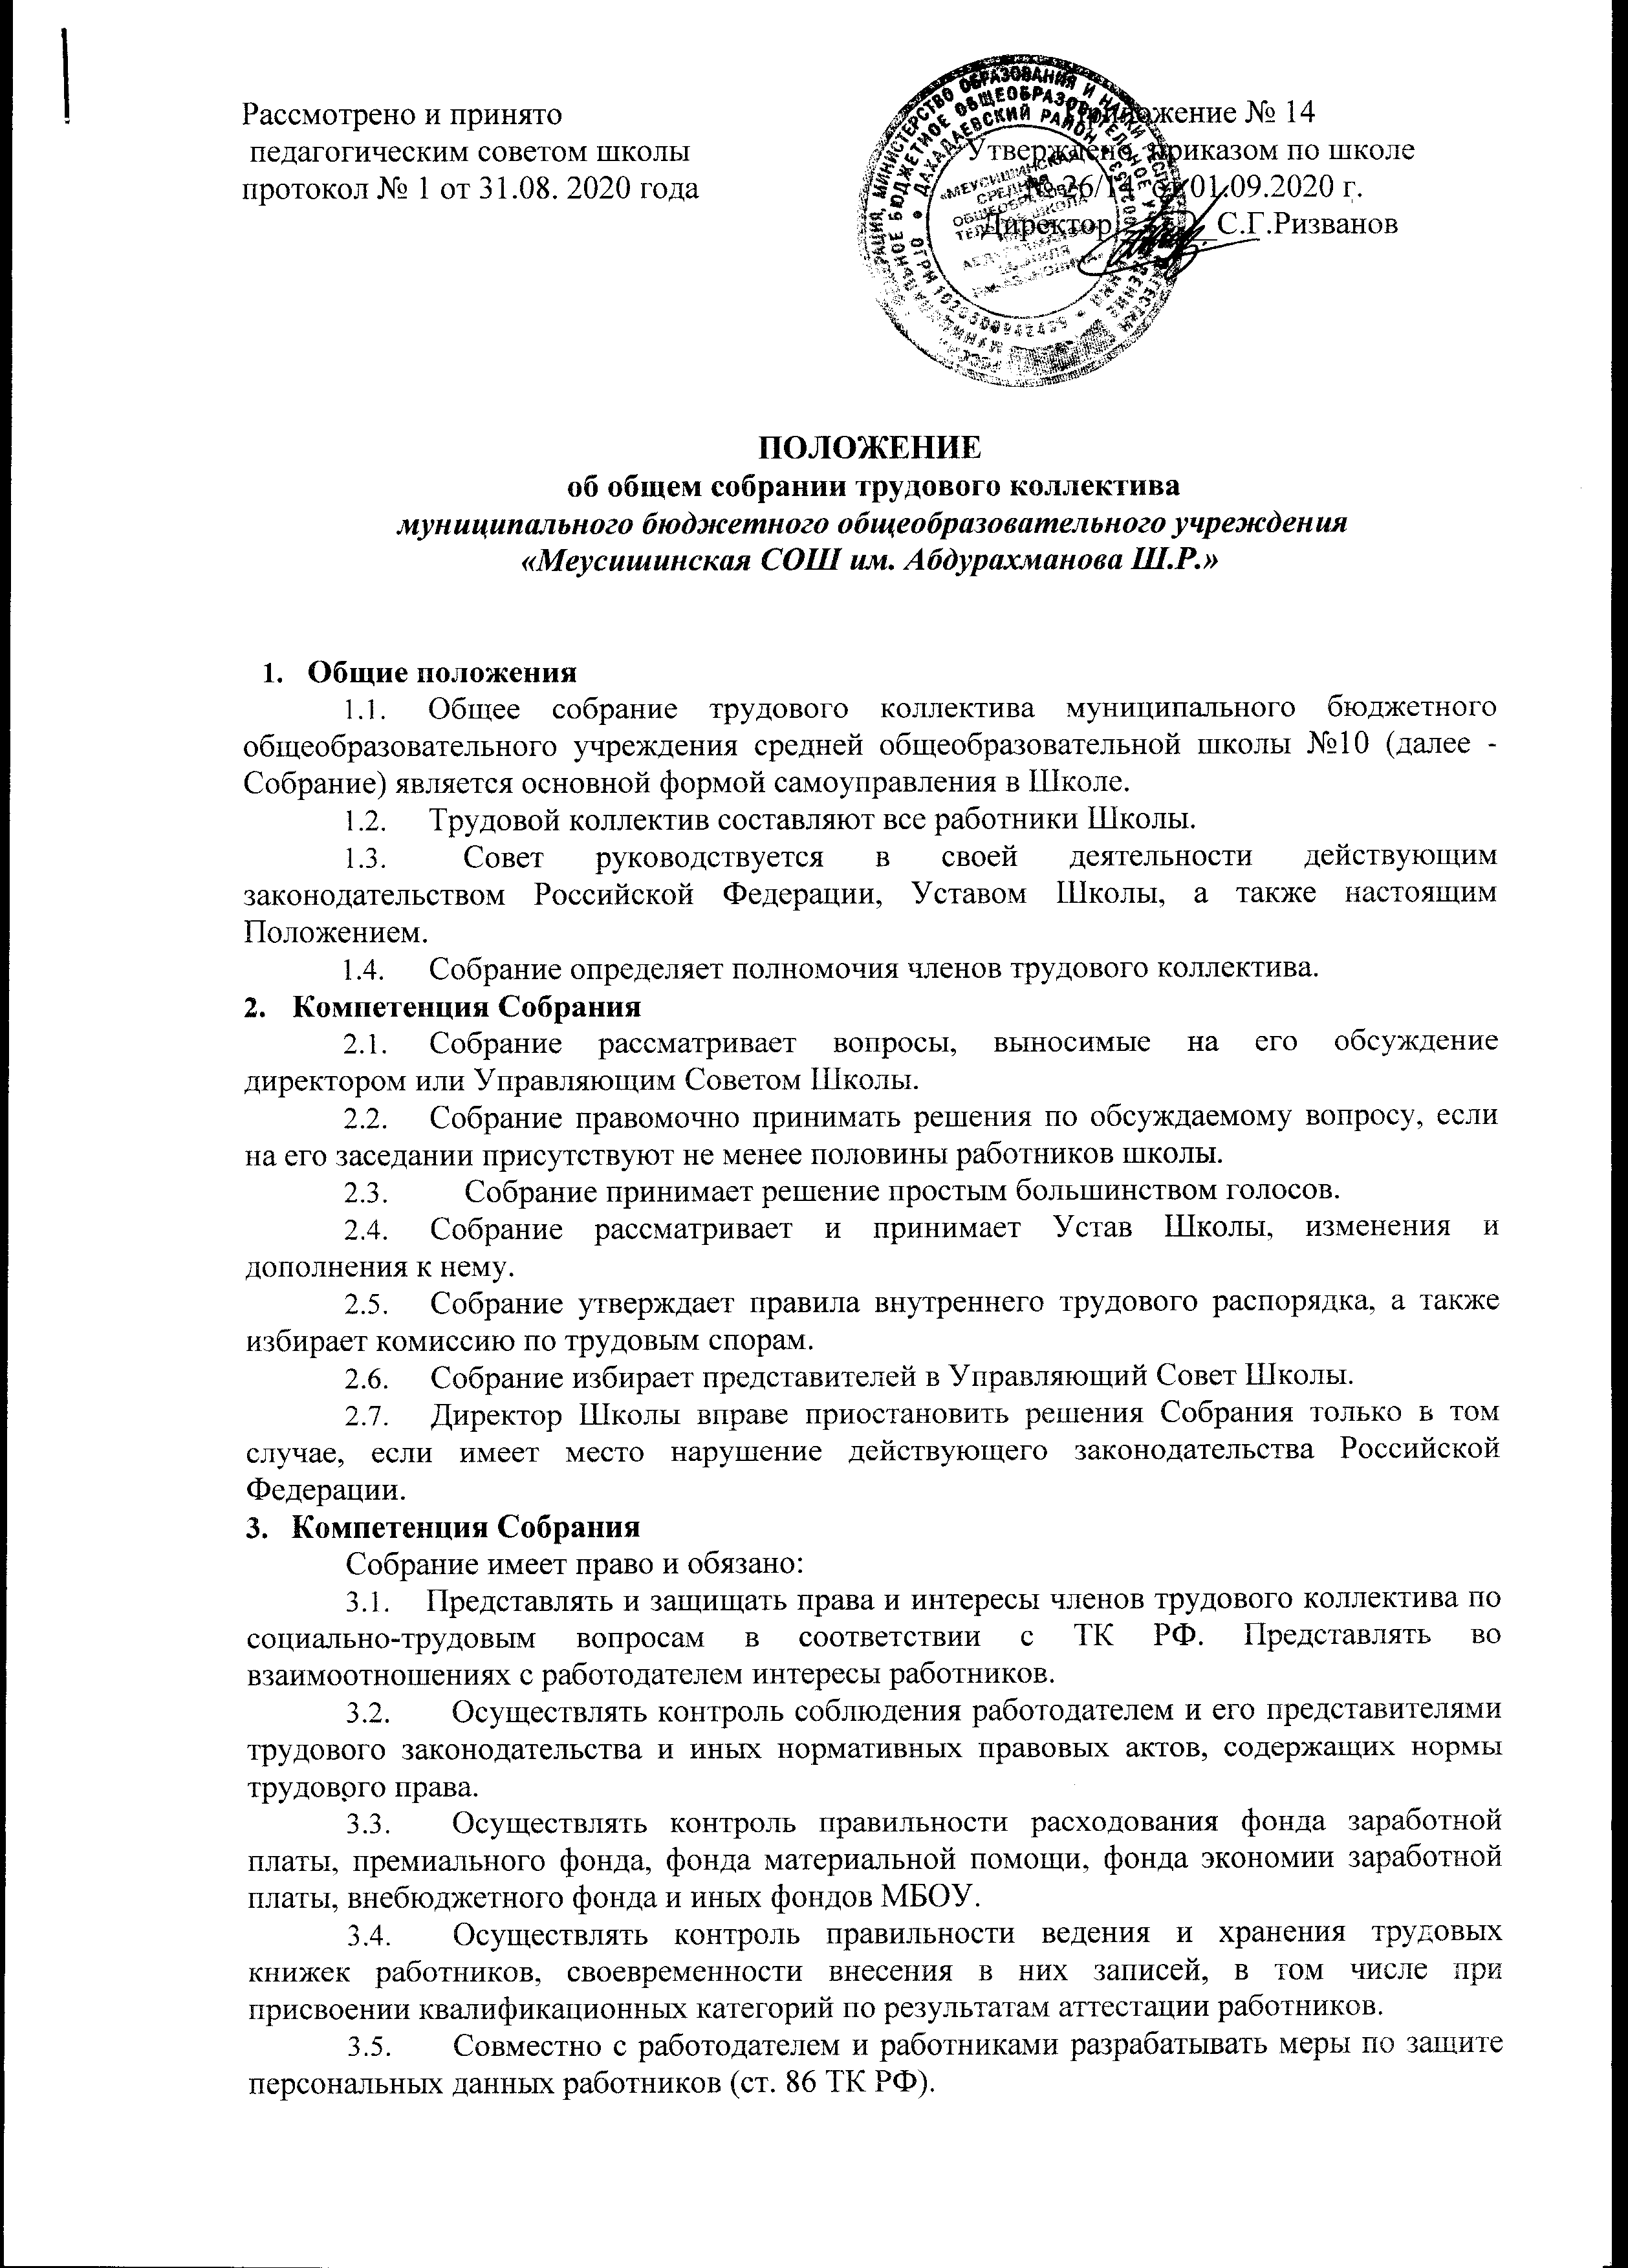 Рассмотрено и принято
педагогическим советом школы
протокол № 1 от 31.08. 2020 года
Приложение № 14
Утверждено приказом по школе
от 01.09.2020 г.
Директор С.Г.Ризванов
ПОЛОЖЕНИЕ
об общем собрании трудового коллектива
муниципального бюджетного общеобразовательного учреждения
«Меусишинская СОШ им. Абдурахманова Ш.Р.»
1. Общие положения
1.1. Общее собрание трудового коллектива муниципального бюджетного
общеобразовательного учреждения средней общеобразовательной школы №10 (далее -
Собрание) является основной формой самоуправления в Школе.
1.2. Трудовой коллектив составляют все работники Школы.
1.3. Совет руководствуется в своей деятельности действующим
законодательством Российской Федерации, Уставом Школы, а также настоящим
Положением.
1.4. Собрание определяет полномочия членов трудового коллектива.
2. Компетенция Собрания
2.1. Собрание рассматривает вопросы, выносимые на его обсуждение
директором или Управляющим Советом Школы.
2.2. Собрание правомочно принимать решения по обсуждаемому вопросу, если
на его заседании присутствуют не менее половины работников школы.
2.3. Собрание принимает решение простым большинством голосов.
2.4. Собрание рассматривает и принимает Устав Школы, изменения и
дополнения к нему.
2.5. Собрание утверждает правила внутреннего трудового распорядка, а также
избирает комиссию по трудовым спорам.
2.6. Собрание избирает представителей в Управляющий Совет Школы.
2.7. Директор Школы вправе приостановить решения Собрания только в том
случае, если имеет место нарушение действующего законодательства Российской
Федерации.
3. Компетенция Собрания
Собрание имеет право и обязано:
3.1. Представлять и защищать права и интересы членов трудового коллектива по
социально-трудовым вопросам в соответствии с ТК РФ. Представлять во
взаимоотношениях с работодателем интересы работников.
3.2. Осуществлять контроль соблюдения работодателем и его представителями
трудового законодательства и иных нормативных правовых актов, содержащих нормы
трудового права.
3.3. Осуществлять контроль правильности расходования фонда заработной
платы, премиального фонда, фонда материальной помощи, фонда экономии заработной
платы, внебюджетного фонда и иных фондов МБОУ.
3.4. Осуществлять контроль правильности ведения и хранения трудовых
книжек работников, своевременности внесения в них записей, в том числе при
присвоении квалификационных категорий по результатам аттестации работников.
3.5. Совместно с работодателем и работниками разрабатывать меры по защите
персональных данных работников (ст. 86 ТК РФ).